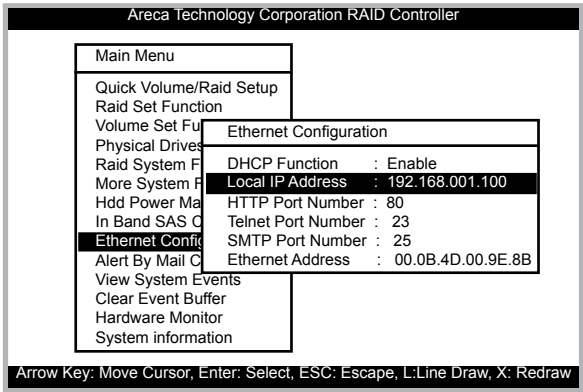 Areca Technology Corporation RAID Controller
Main Menu
Quick Volume/Raid Setup
Raid Set Function
Volume Set Fu
Physical Drives
Raid System F
More System F
Hdd Power Ma
In Band SAS C
Ethernet Config
Alert By Mail C
View System Events
Clear Event Buffer
Hardware Monitor
System information
Ethernet Configuration
DHCP Function : Enable
Local IP Address : 192.168.001.100
HTTP Port Number : 80
Telnet Port Number : 23
SMTP Port Number : 25
Ethernet Address : 00.0B.4D.00.9E.8B
Arrow Key: Move Cursor, Enter: Select, ESC: Escape, L:Line Draw, X: Redraw